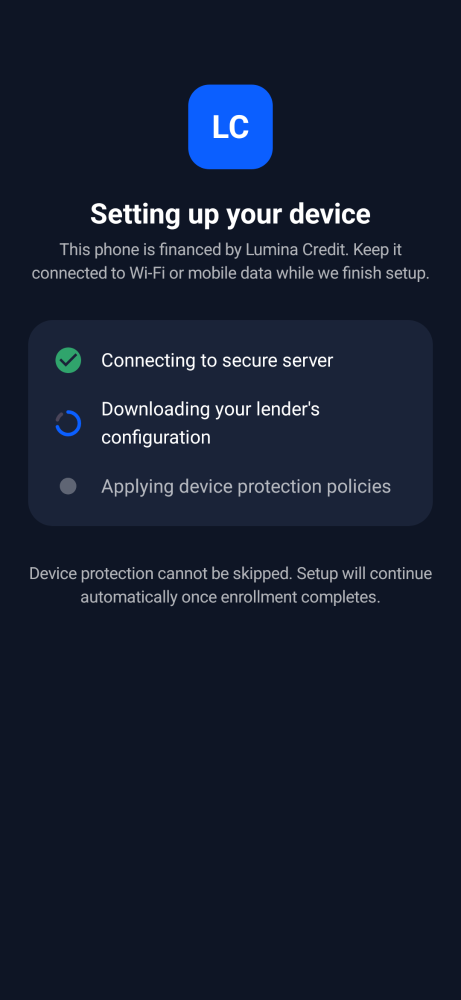 LC
Setting up your device
This phone is financed by Lumina Credit. Keep it
connected to Wi-Fi or mobile data while we finish setup.
Connecting to secure server
Downloading your lender's
configuration
Applying device protection policies
Device protection cannot be skipped. Setup will continue
automatically once enrollment completes.